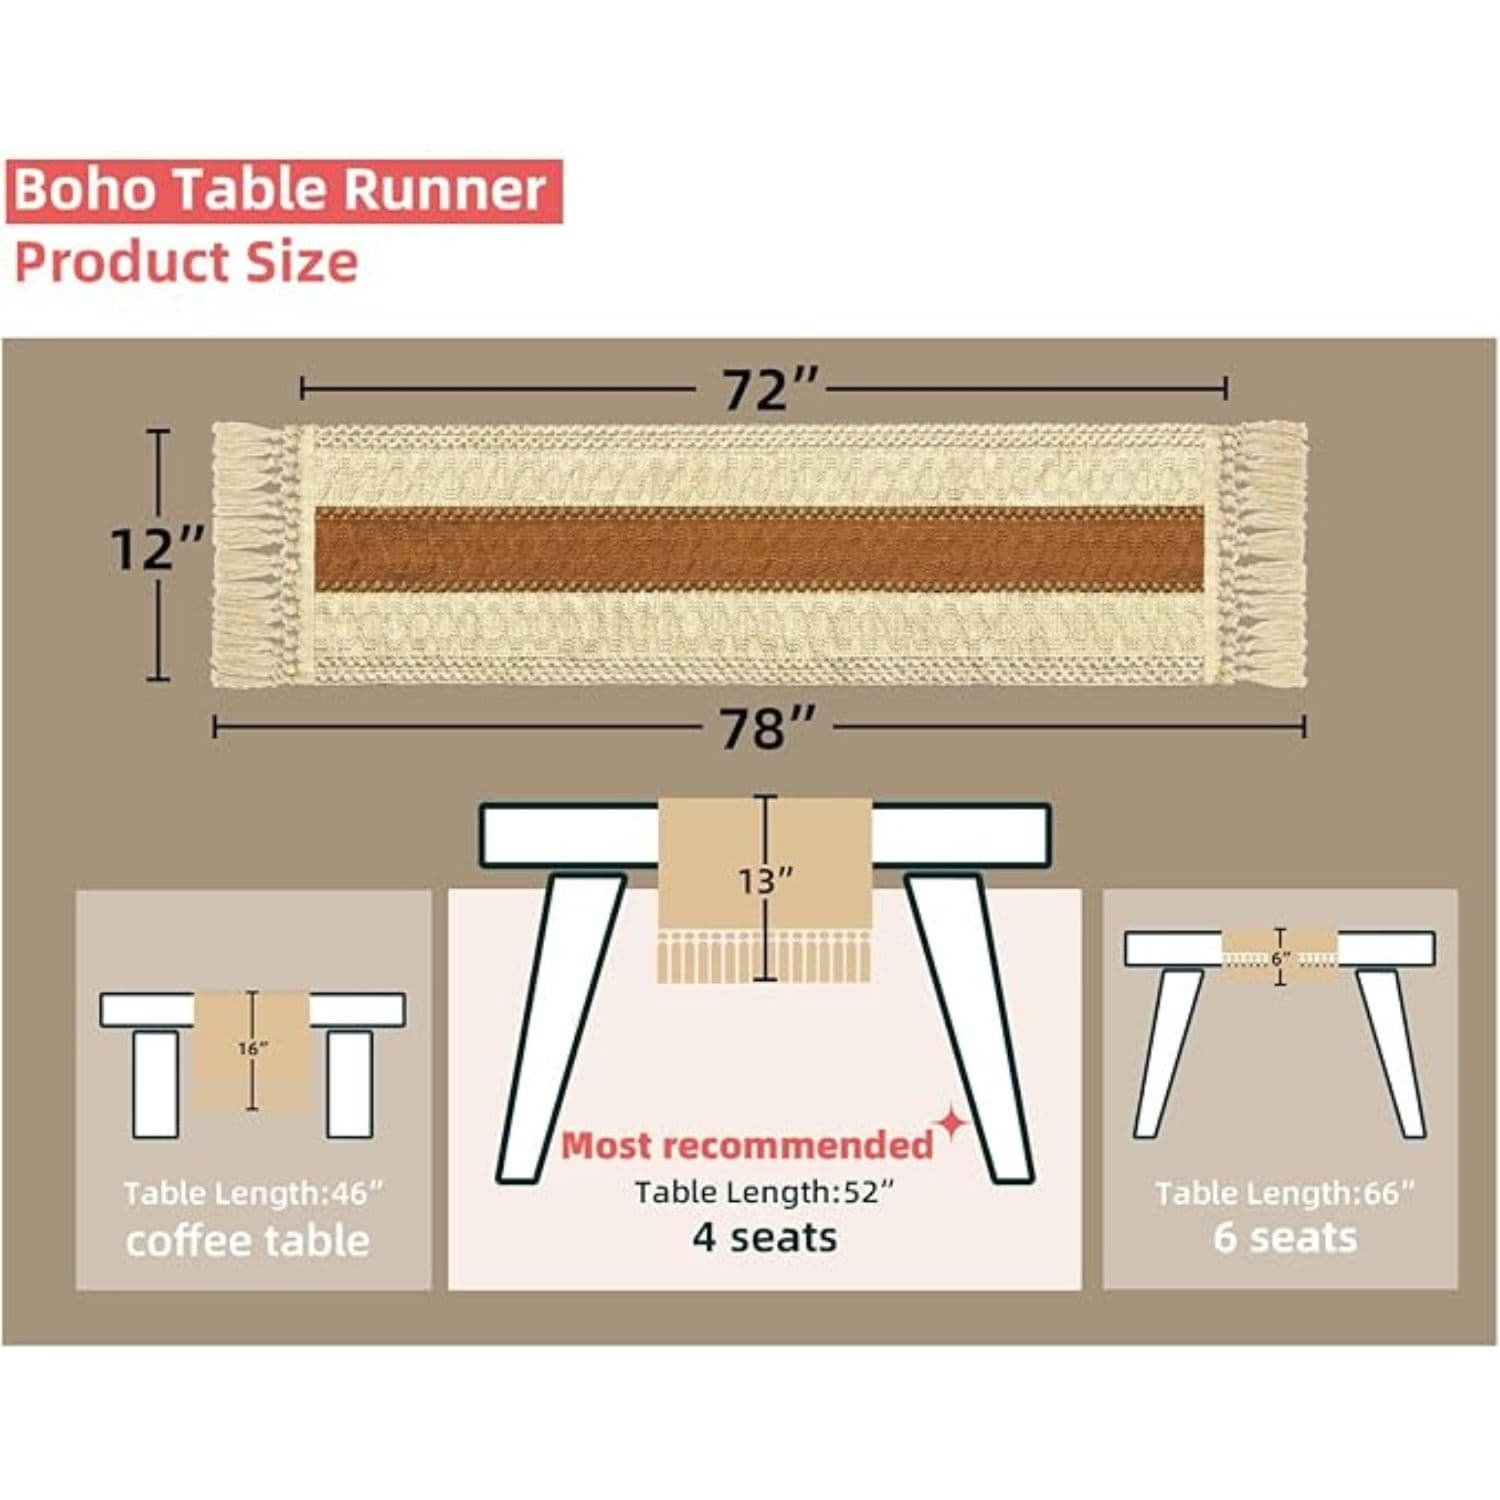 Boho Table Runner
Product Size
72”
12”
78”
13”
16”
6”
Most recommended
Table Length:46”
coffee table
Table Length:52”
4 seats
Table Length:66”
6 seats